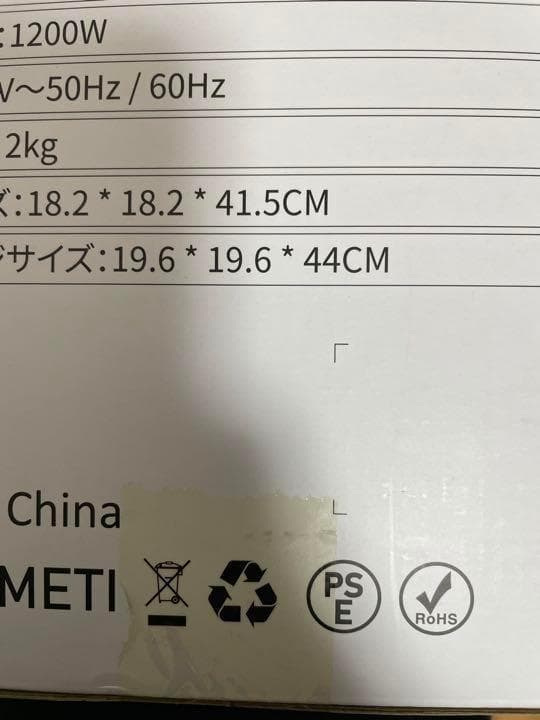 :1200W
V～50Hz / 60Hz
2kg
ズ:18.2 * 18.2 * 41.5CM
ジサイズ:19.6 * 19.6 * 44CM
China
METI
PS
E
RoHS